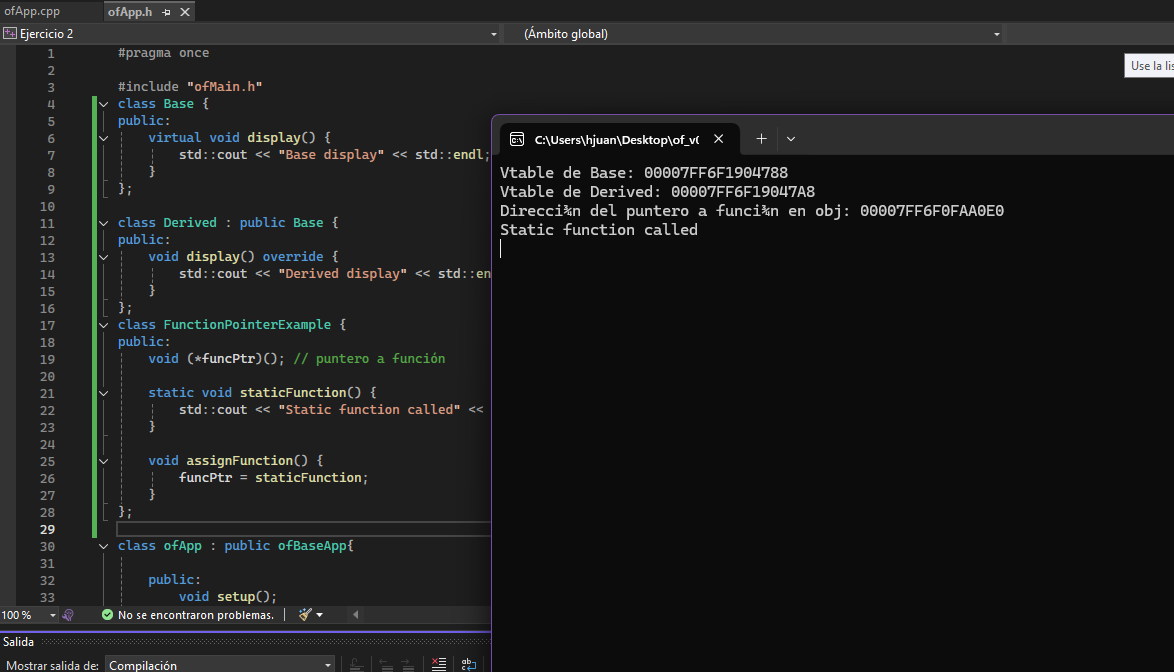 ofApp.cpp
ofApp.h
Ejercicio 2
(Ámbito global)
Use la lis
1 #pragma once
2
3 #include "ofMain.h"
4 class Base {
5 public:
6 virtual void display() {
7 std::cout << "Base display" << std::endl;
8 }
9 };
10
11 class Derived : public Base {
12 public:
13 void display() override {
14 std::cout << "Derived display" << std::en
15 }
16 };
17 class FunctionPointerExample {
18 public:
19 void (*funcPtr)(); // puntero a función
20
21 static void staticFunction() {
22 std::cout << "Static function called" <<
23 }
24
25 void assignFunction() {
26 funcPtr = staticFunction;
27 }
28 };
29
30 class ofApp : public ofBaseApp{
31
32 public:
33 void setup();
100 %
No se encontraron problemas.
Salida
Mostrar salida de: Compilación
C:\Users\hjuan\Desktop\of_v(
Vtable de Base: 00007FF6F1904788
Vtable de Derived: 00007FF6F19047A8
Direcci¾n del puntero a funci¾n en obj: 00007FF6F0FAA0E0
Static function called